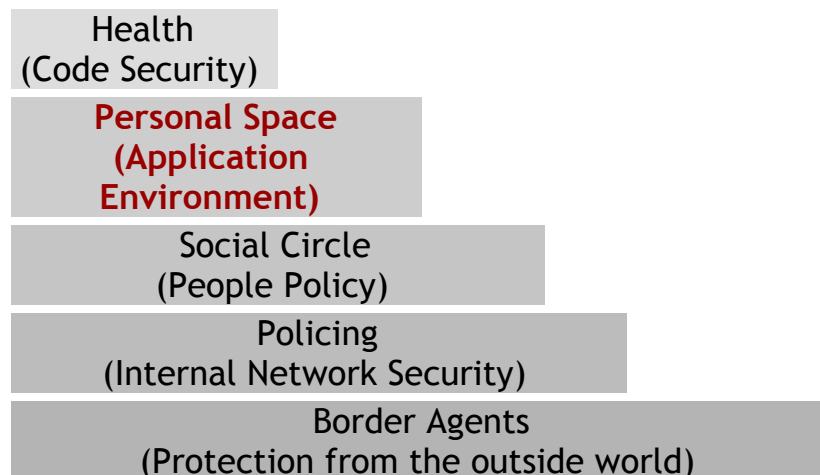 Health
(Code Security)
Personal Space
(Application
Environment)
Social Circle
(People Policy)
Policing
(Internal Network Security)
Border Agents
(Protection from the outside world)